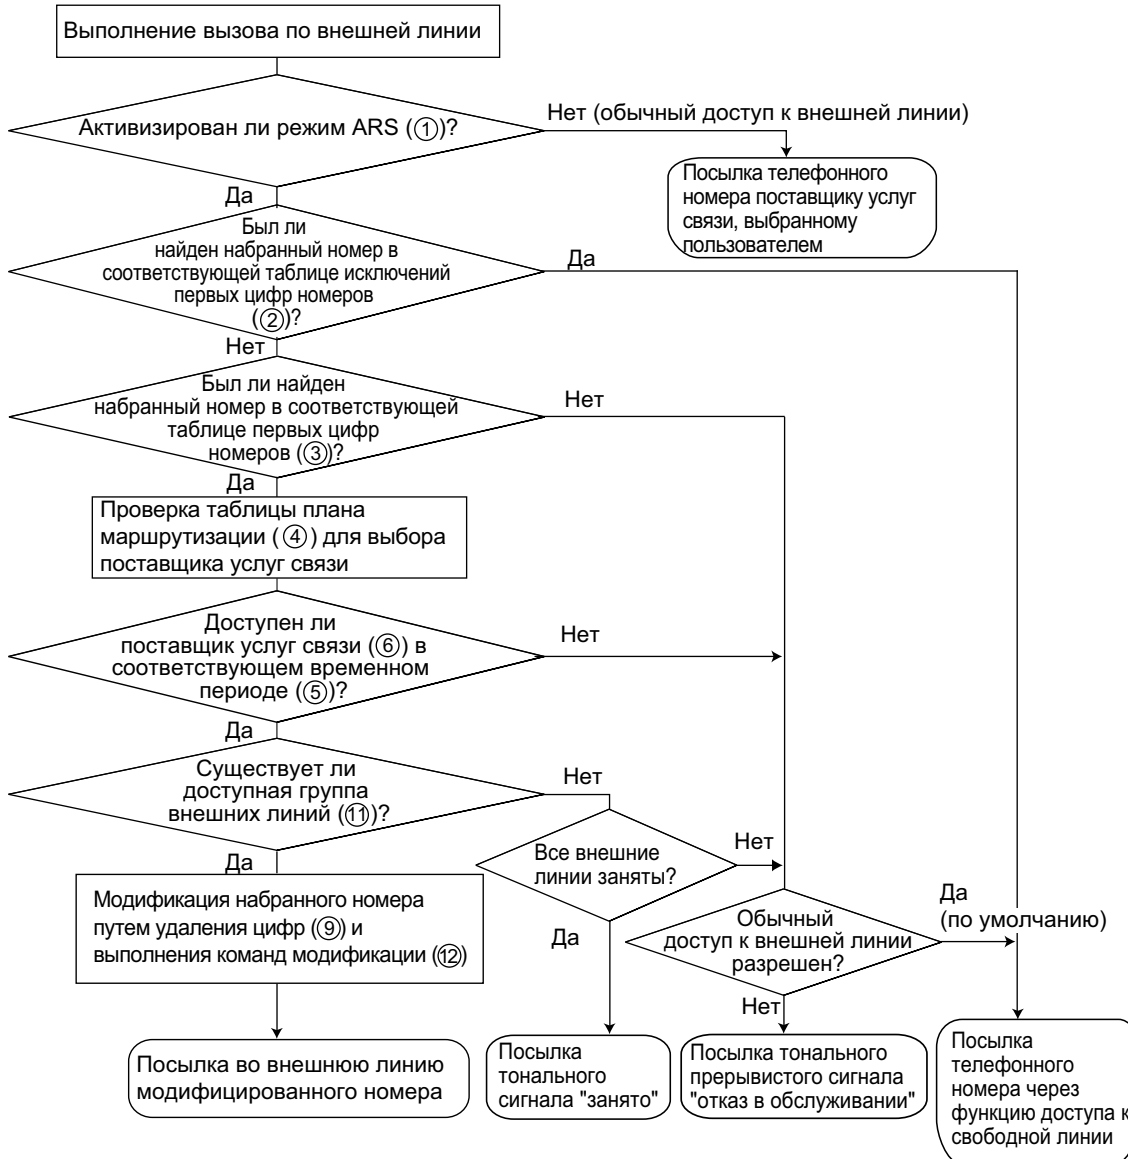 Выполнение вызова по внешней линии
Активизирован ли режим ARS (①)?
Нет (обычный доступ к внешней линии)
Посылка телефонного
номера поставщику услуг
связи, выбранному
пользователем
Да
Был ли
найден набранный номер в
соответствующей таблице исключений
первых цифр номеров
(②)?
Да
Нет
Был ли найден
набранный номер в соответствующей
таблице первых цифр
номеров (③)?
Нет
Да
Проверка таблицы плана
маршрутизации (④) для выбора
поставщика услуг связи
Доступен ли
поставщик услуг связи (⑥) в
соответствующем временном
периоде (⑤)?
Нет
Да
Существует ли
доступная группа
внешних линий (⑪)?
Нет
Да
Все внешние
линии заняты?
Нет
Да
Модификация набранного номера
путем удаления цифр (⑨) и
выполнения команд модификации (⑫)
Обычный
доступ к внешней линии
разрешен?
Да
(по умолчанию)
Нет
Посылка во внешнюю линию
модифицированного номера
Посылка
тонального
сигнала "занято"
Посылка тонального
прерывистого сигнала
"отказ в обслуживании"
Посылка
телефонного
номера через
функцию доступа к
свободной линии